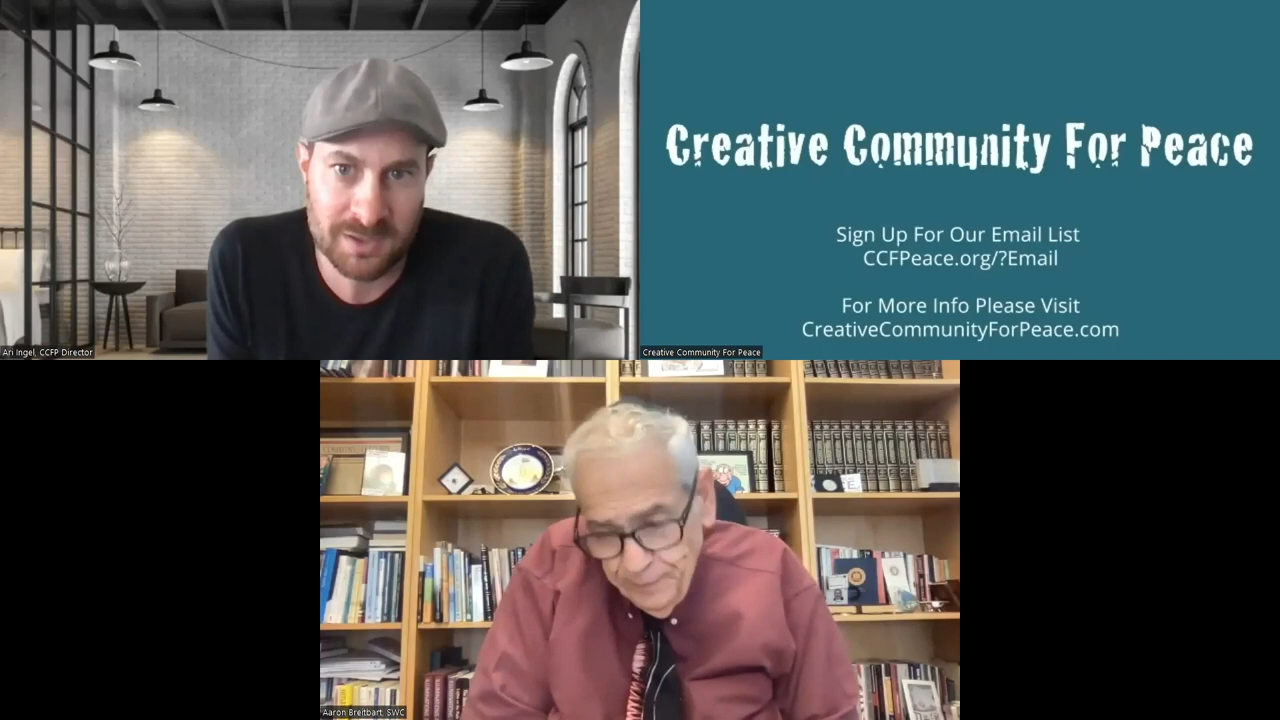 Creative Community For Peace
Sign Up For Our Email List
CCFPeace.org/?Email
For More Info Please Visit
CreativeCommunityForPeace.com
Ari Ingel, CCFP Director
Creative Community For Peace
Aaron Breitbart, SWC